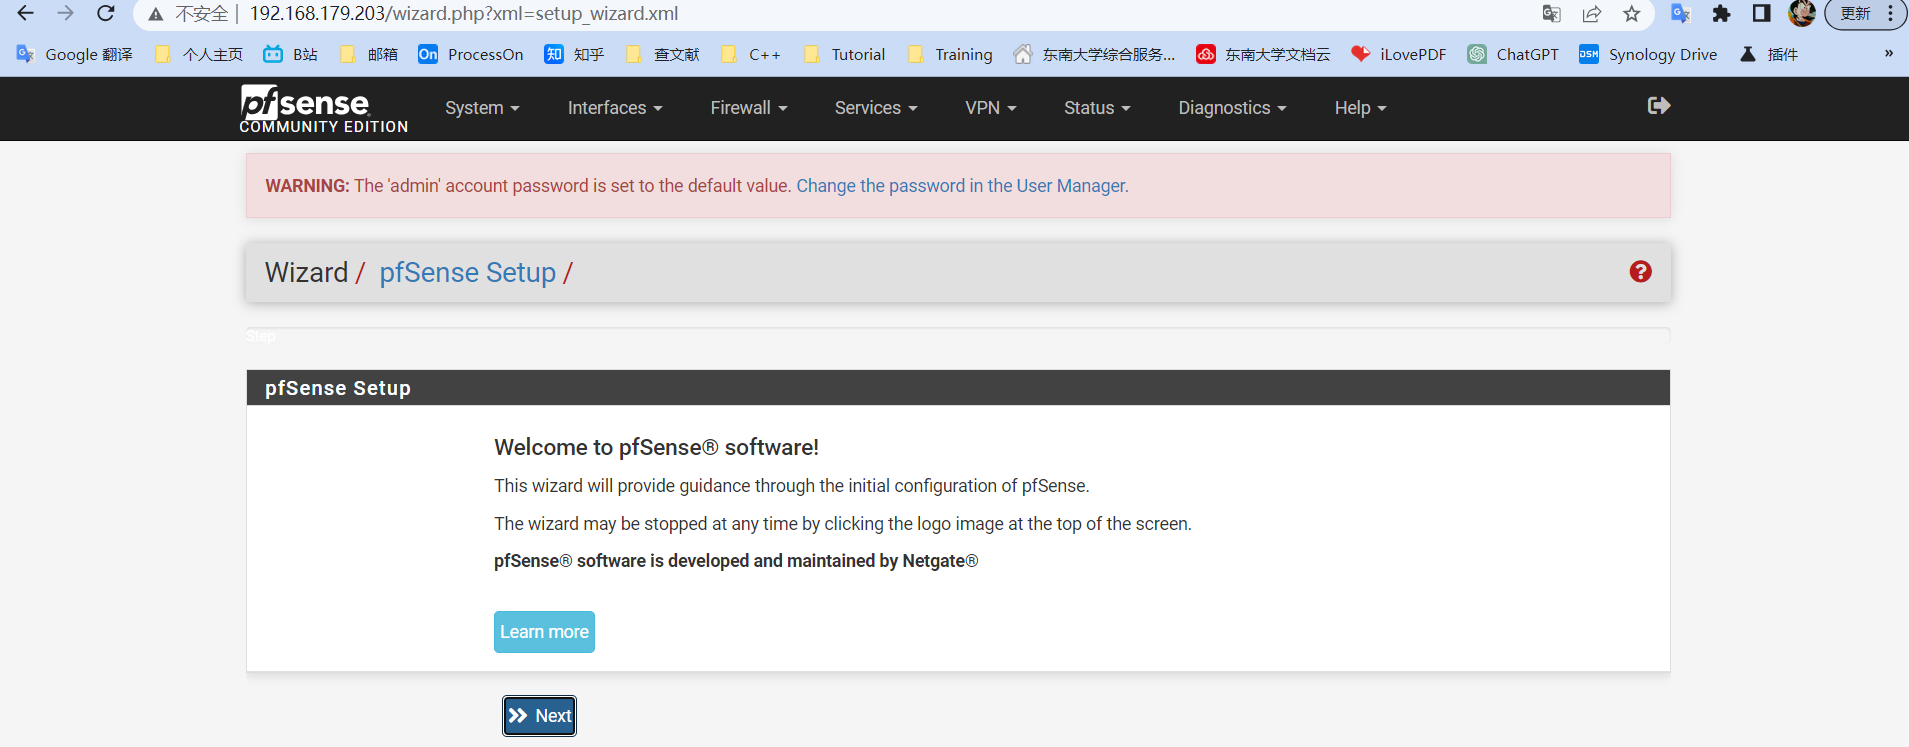 不安全 | 192.168.179.203/wizard.php?xml=setup_wizard.xml 更新
Google 翻译 个人主页 B站 邮箱 On ProcessOn 知 知乎 查文献 C++ Tutorial Training 东南大学综合服务... 东南大学文档云 iLovePDF ChatGPT DSM Synology Drive 插件 »
pfsense
COMMUNITY EDITION
System Interfaces Firewall Services VPN Status Diagnostics Help
WARNING: The 'admin' account password is set to the default value. Change the password in the User Manager.
Wizard / pfSense Setup /
Step
pfSense Setup
Welcome to pfSense® software!
This wizard will provide guidance through the initial configuration of pfSense.
The wizard may be stopped at any time by clicking the logo image at the top of the screen.
pfSense® software is developed and maintained by Netgate®
Learn more
Next